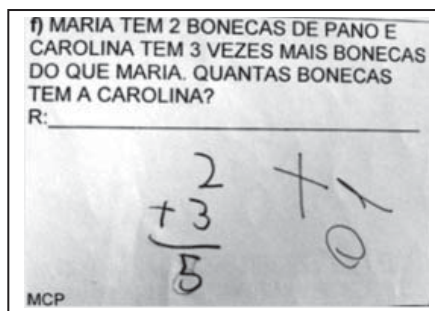 f) MARIA TEM 2 BONECAS DE PANO E
CAROLINA TEM 3 VEZES MAIS BONECAS
DO QUE MARIA. QUANTAS BONECAS
TEM A CAROLINA?
R:
2
+ 3
5
MCP